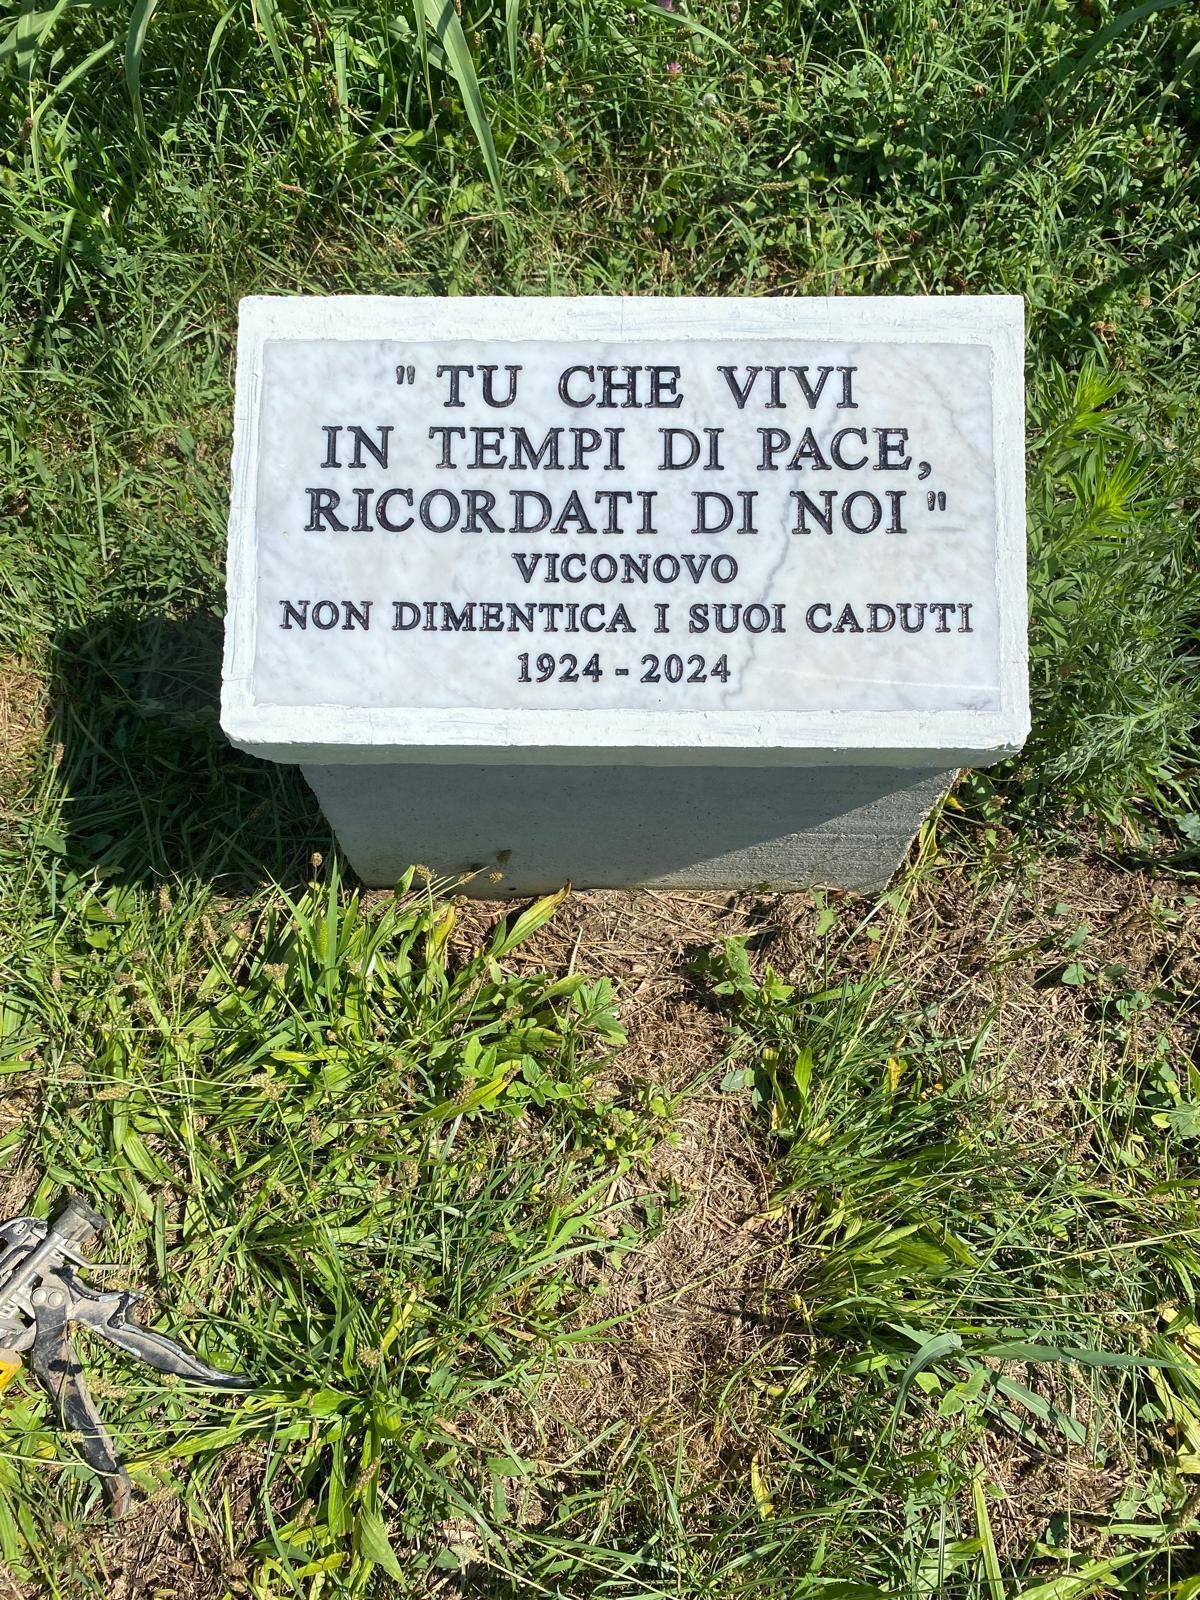 " TU CHE VIVI
IN TEMPI DI PACE,
RICORDATI DI NOI "
VICONOVO
NON DIMENTICA I SUOI CADUTI
1924 - 2024